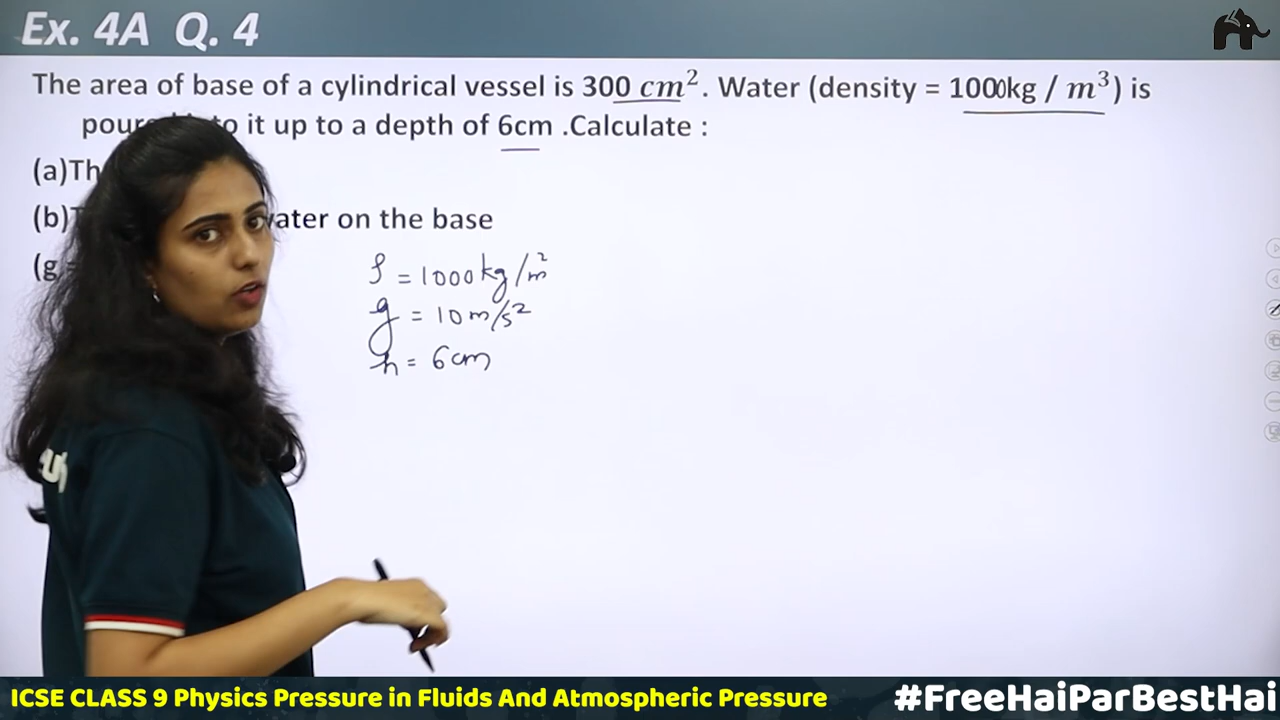 Ex. 4A Q. 4
The area of base of a cylindrical vessel is 300 cm². Water (density = 1000kg / m³) is
up to a depth of 6cm .Calculate :
(a)Th
(b) water on the base
(g
ρ = 1000 kg/m²
g = 10 m/s²
h = 6 cm
ICSE CLASS 9 Physics Pressure in Fluids And Atmospheric Pressure
#FreeHaiParBestHai